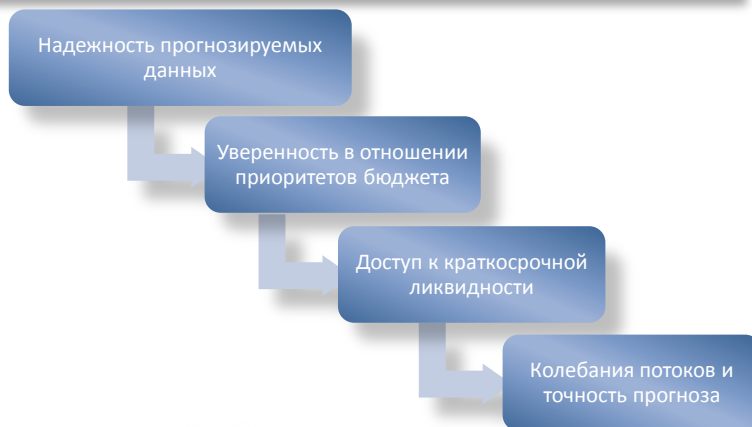 Надежность прогнозируемых
данных
Уверенность в отношении
приоритетов бюджета
Доступ к краткосрочной
ликвидности
Колебания потоков и
точность прогноза